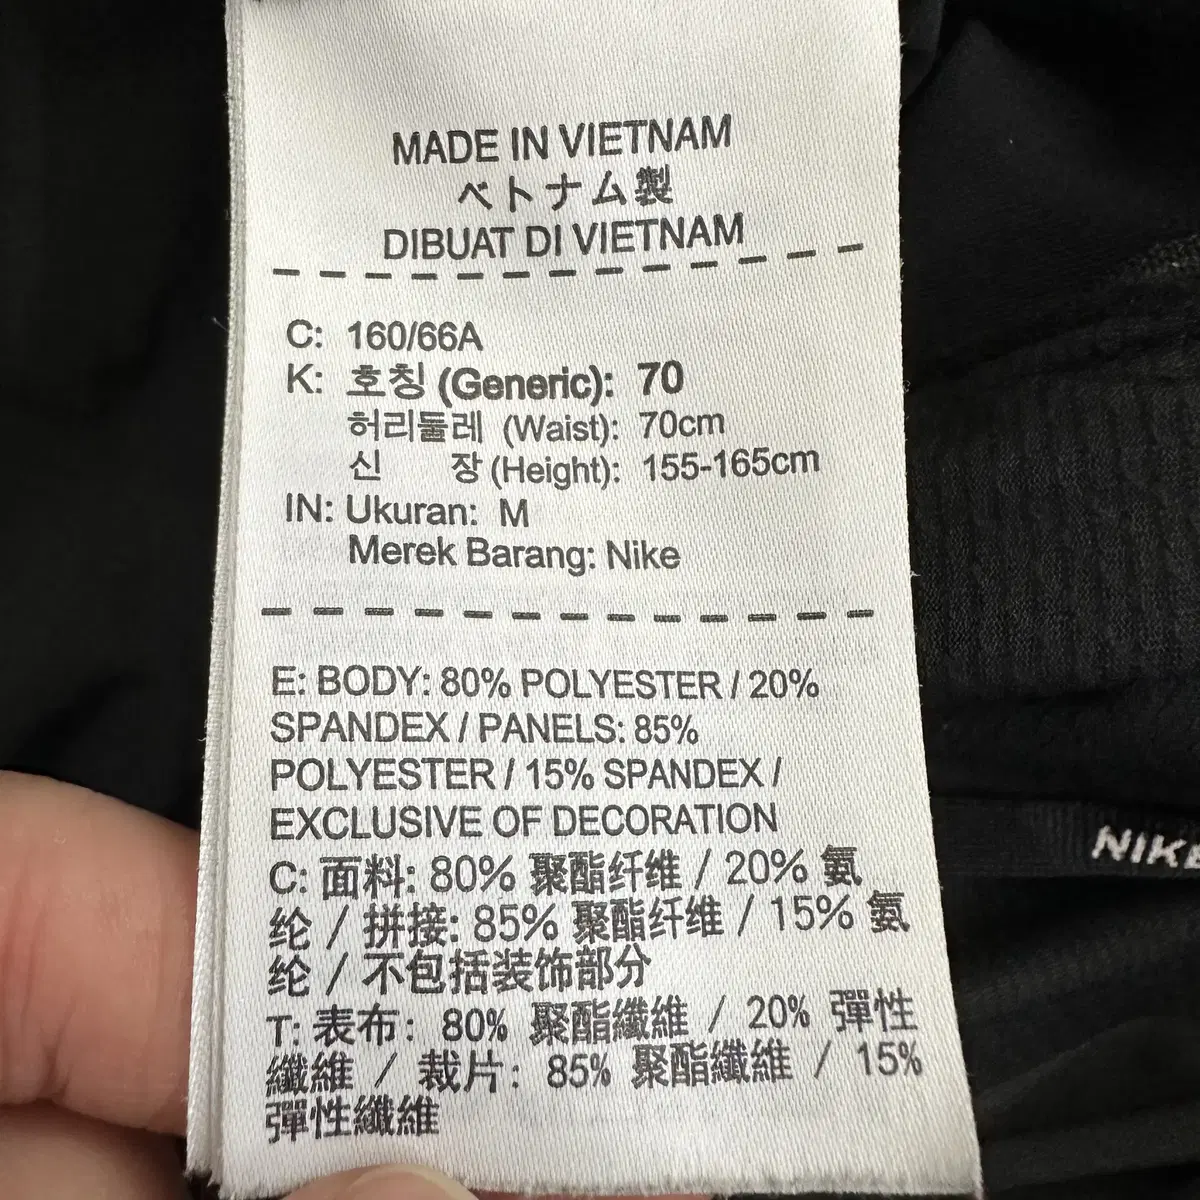 MADE IN VIETNAM
ベトナム製
DIBUAT DI VIETNAM
C: 160/66A
K: 호칭 (Generic): 70
허리둘레 (Waist): 70cm
신 장 (Height): 155-165cm
IN: Ukuran: M
Merek Barang: Nike
E: BODY: 80% POLYESTER / 20%
SPANDEX / PANELS: 85%
POLYESTER / 15% SPANDEX /
EXCLUSIVE OF DECORATION
C: 面料: 80% 聚酯纤维 / 20% 氨
纶 / 拼接: 85% 聚酯纤维 / 15% 氨
纶 / 不包括装饰部分
T: 表布: 80% 聚酯纖維 / 20% 彈性
纖維 / 裁片: 85% 聚酯纖維 / 15%
彈性纖維
NIKE